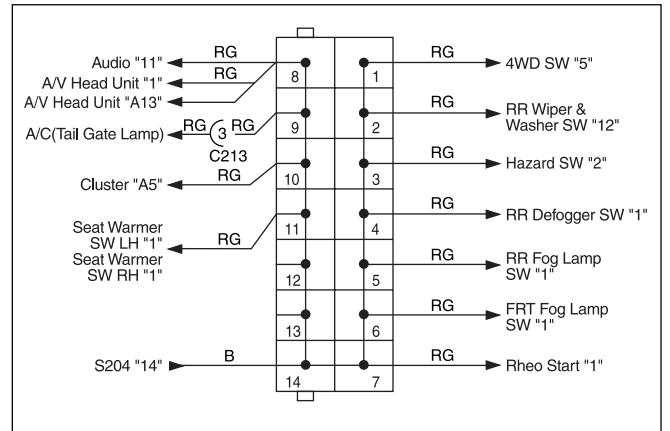 Audio "11"
RG
A/V Head Unit "1"
RG
A/V Head Unit "A13"
8
1
RG
4WD SW "5"
A/C(Tail Gate Lamp)
RG
3
RG
C213
9
2
RG
RR Wiper &
Washer SW "12"
Cluster "A5"
RG
10
3
RG
Hazard SW "2"
Seat Warmer
SW LH "1"
Seat Warmer
SW RH "1"
RG
11
4
RG
RR Defogger SW "1"
12
5
RG
RR Fog Lamp
SW "1"
13
6
RG
FRT Fog Lamp
SW "1"
S204 "14"
B
14
7
RG
Rheo Start "1"